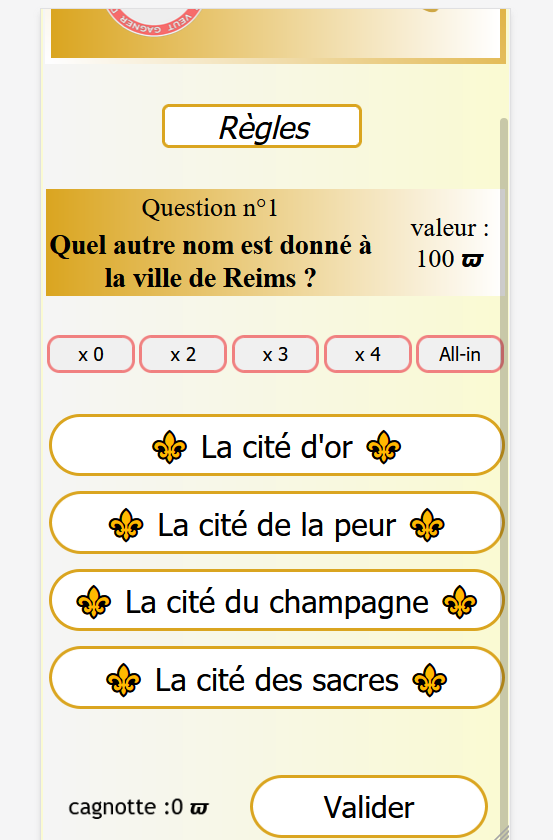 VEUT GAGNER
Règles
Question n°1
Quel autre nom est donné à
la ville de Reims ?
valeur :
100 ϖ
x 0
x 2
x 3
x 4
All-in
⚜ La cité d'or ⚜
⚜ La cité de la peur ⚜
⚜ La cité du champagne ⚜
⚜ La cité des sacres ⚜
cagnotte :0 ϖ
Valider